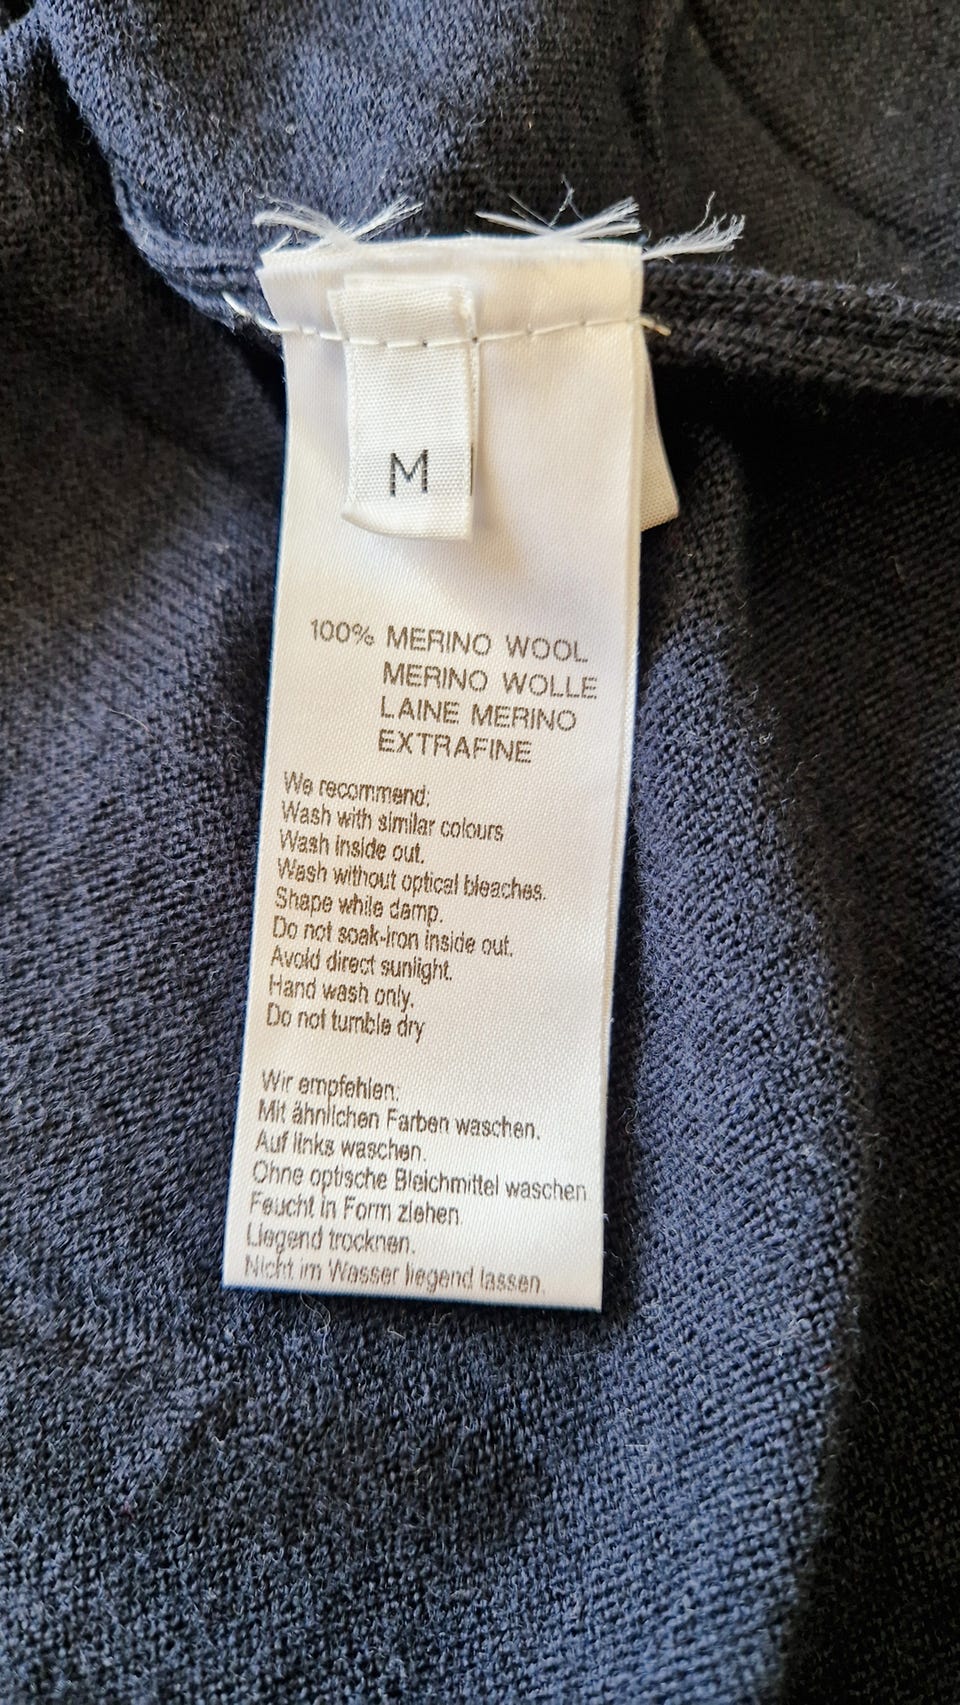 M
100% MERINO WOOL
MERINO WOLLE
LAINE MERINO
EXTRAFINE
We recommend:
Wash with similar colours
Wash inside out.
Wash without optical bleaches.
Shape while damp.
Do not soak-iron inside out.
Avoid direct sunlight.
Hand wash only.
Do not tumble dry
Wir empfehlen:
Mit ähnlichen Farben waschen.
Auf links waschen.
Ohne optische Bleichmittel waschen
Feucht in Form ziehen
Liegend trocknen.
Nicht im Wasser liegend lassen.